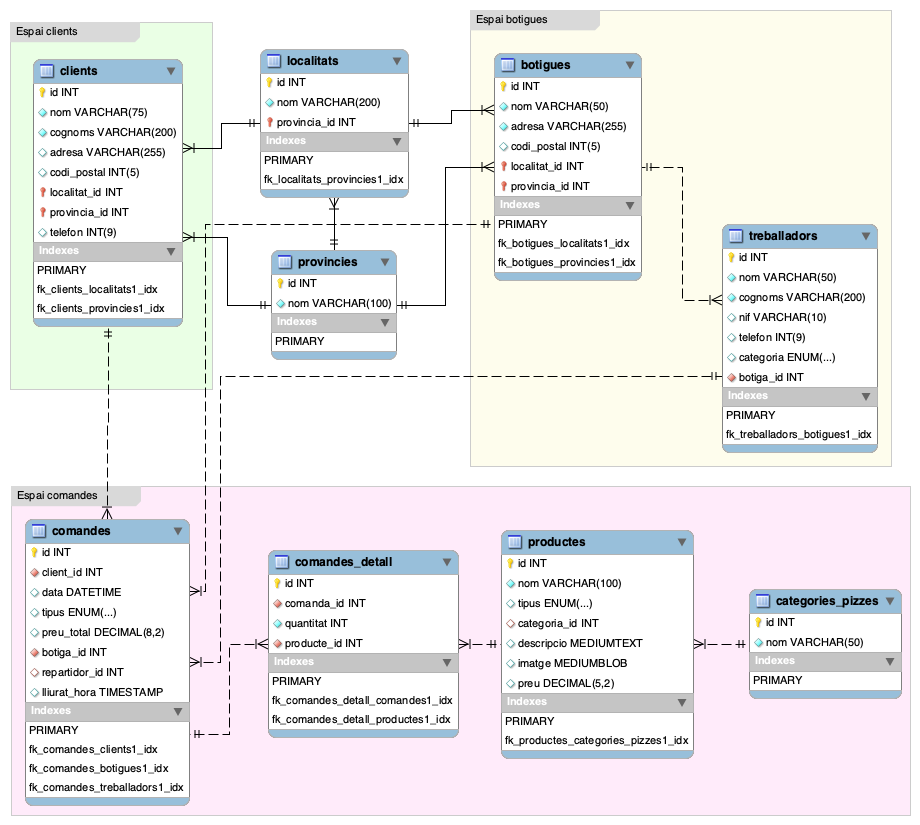 Espai clients
clients
id INT
nom VARCHAR(75)
cognoms VARCHAR(200)
adresa VARCHAR(255)
codi_postal INT(5)
localitat_id INT
provincia_id INT
telefon INT(9)
Indexes
PRIMARY
fk_clients_localitats1_idx
fk_clients_provincies1_idx
localitats
id INT
nom VARCHAR(200)
provincia_id INT
Indexes
PRIMARY
fk_localitats_provincies1_idx
provincies
id INT
nom VARCHAR(100)
Indexes
PRIMARY
Espai botigues
botigues
id INT
nom VARCHAR(50)
adresa VARCHAR(255)
codi_postal INT(5)
localitat_id INT
provincia_id INT
Indexes
PRIMARY
fk_botigues_localitats1_idx
fk_botigues_provincies1_idx
treballadors
id INT
nom VARCHAR(50)
cognoms VARCHAR(200)
nif VARCHAR(10)
telefon INT(9)
categoria ENUM(...)
botiga_id INT
Indexes
PRIMARY
fk_treballadors_botigues1_idx
Espai comandes
comandes
id INT
client_id INT
data DATETIME
tipus ENUM(...)
preu_total DECIMAL(8,2)
botiga_id INT
repartidor_id INT
lliurat_hora TIMESTAMP
Indexes
PRIMARY
fk_comandes_clients1_idx
fk_comandes_botigues1_idx
fk_comandes_treballadors1_idx
comandes_detall
id INT
comanda_id INT
quantitat INT
producte_id INT
Indexes
PRIMARY
fk_comandes_detall_comandes1_idx
fk_comandes_detall_productes1_idx
productes
id INT
nom VARCHAR(100)
tipus ENUM(...)
categoria_id INT
descripcio MEDIUMTEXT
imatge MEDIUMBLOB
preu DECIMAL(5,2)
Indexes
PRIMARY
fk_productes_categories_pizzes1_idx
categories_pizzes
id INT
nom VARCHAR(50)
Indexes
PRIMARY